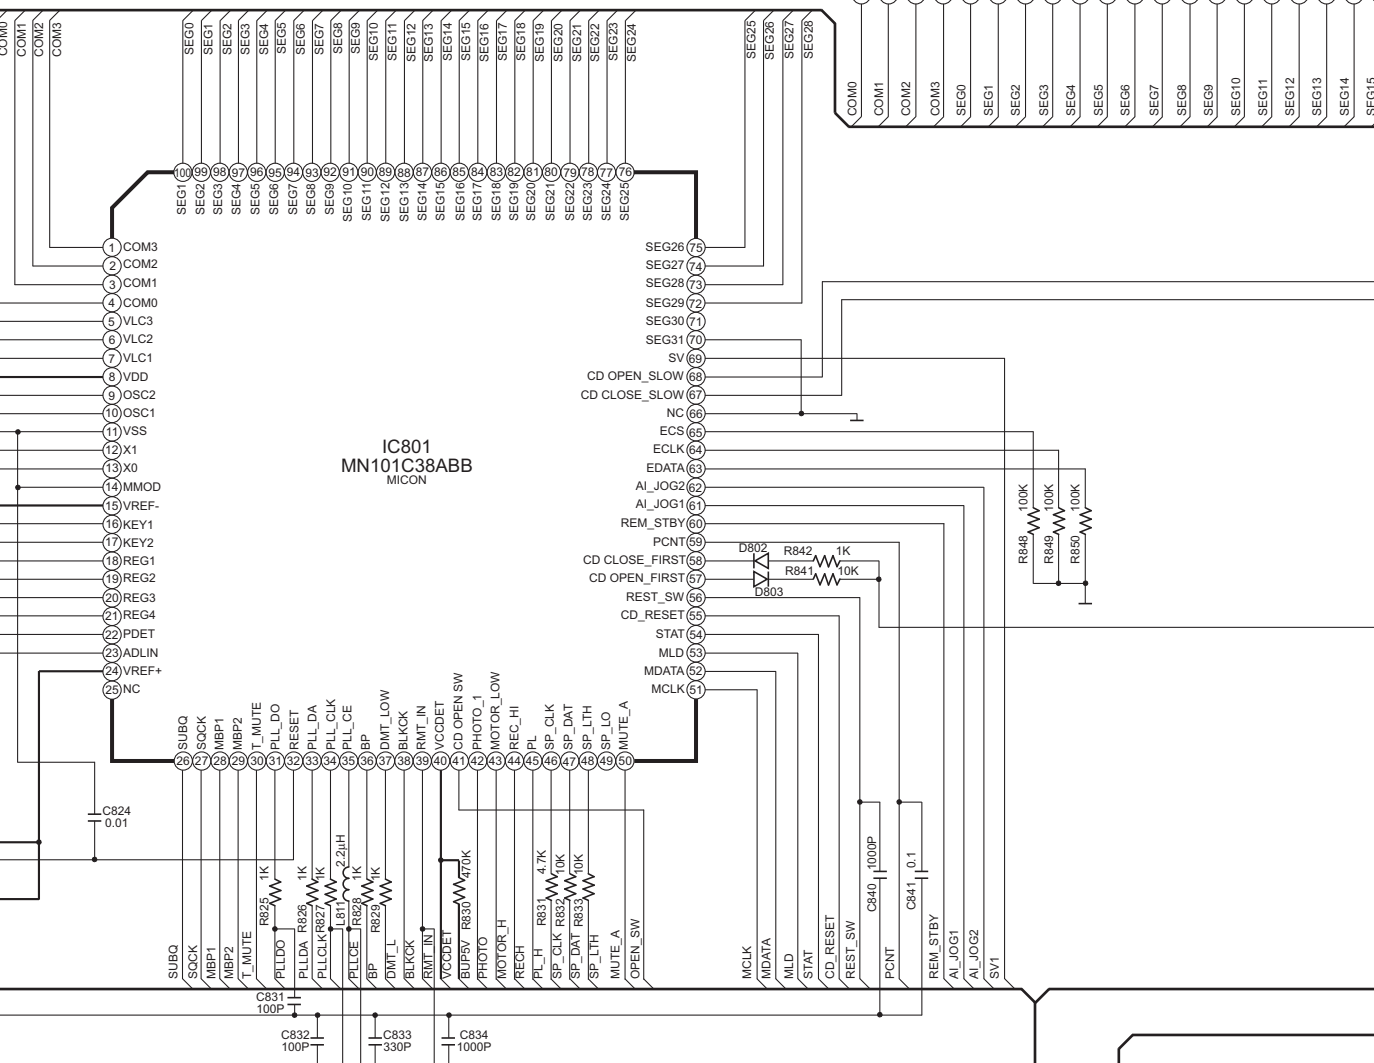 COM0
COM1
COM2
COM3
SEG0
SEG1
SEG2
SEG3
SEG4
SEG5
SEG6
SEG7
SEG8
SEG9
SEG10
SEG11
SEG12
SEG13
SEG14
SEG15
SEG16
SEG17
SEG18
SEG19
SEG20
SEG21
SEG22
SEG23
SEG24
SEG25
SEG26
SEG27
SEG28
COM0
COM1
COM2
COM3
SEG0
SEG1
SEG2
SEG3
SEG4
SEG5
SEG6
SEG7
SEG8
SEG9
SEG10
SEG11
SEG12
SEG13
SEG14
SEG15
100 SEG1
99 SEG2
98 SEG3
97 SEG4
96 SEG5
95 SEG6
94 SEG7
93 SEG8
92 SEG9
91 SEG10
90 SEG11
89 SEG12
88 SEG13
87 SEG14
86 SEG15
85 SEG16
84 SEG17
83 SEG18
82 SEG19
81 SEG20
80 SEG21
79 SEG22
78 SEG23
77 SEG24
76 SEG25
1 COM3
2 COM2
3 COM1
4 COM0
5 VLC3
6 VLC2
7 VLC1
8 VDD
9 OSC2
10 OSC1
11 VSS
12 X1
13 X0
14 MMOD
15 VREF-
16 KEY1
17 KEY2
18 REG1
19 REG2
20 REG3
21 REG4
22 PDET
23 ADLIN
24 VREF+
25 NC
IC801
MN101C38ABB
MICON
SEG26 75
SEG27 74
SEG28 73
SEG29 72
SEG30 71
SEG31 70
SV 69
CD OPEN_SLOW 68
CD CLOSE_SLOW 67
NC 66
ECS 65
ECLK 64
EDATA 63
AI_JOG2 62
AI_JOG1 61
REM_STBY 60
PCNT 59
CD CLOSE_FIRST 58
CD OPEN_FIRST 57
REST_SW 56
CD_RESET 55
STAT 54
MLD 53
MDATA 52
MCLK 51
D802
R842 1K
R841 10K
D803
R848 100K
R849 100K
R850 100K
SUBQ 26
SQCK 27
MBP1 28
MBP2 29
T_MUTE 30
PLL_DO 31
RESET 32
PLL_DA 33
PLL_CLK 34
PLL_CE 35
BP 36
DMT_LOW 37
BLKCK 38
RMT_IN 39
VCCDET 40
CD OPEN SW 41
PHOTO_1 42
MOTOR_LOW 43
REC_HI 44
PL 45
SP_CLK 46
SP_DAT 47
SP_LTH 48
SP_LO 49
MUTE_A 50
C824
0.01
R825 1K
R826 1K
R827 1K
L811 2.2µH
R828 1K
R829 1K
R830 470K
R831 4.7K
R832 10K
R833 10K
C840 1000P
C841 0.1
SUBQ
SQCK
MBP1
MBP2
T_MUTE
PLLDO
PLLDA
PLLCLK
PLLCE
BP
DMT_L
BLKCK
RMT_IN
VCCDET
BUP5V
PHOTO
MOTOR_H
RECH
PL_H
SP_CLK
SP_DAT
SP_LTH
MUTE_A
OPEN_SW
MCLK
MDATA
MLD
STAT
CD_RESET
REST_SW
PCNT
REM_STBY
AI_JOG1
AI_JOG2
SV1
C831
100P
C832
100P
C833
330P
C834
1000P